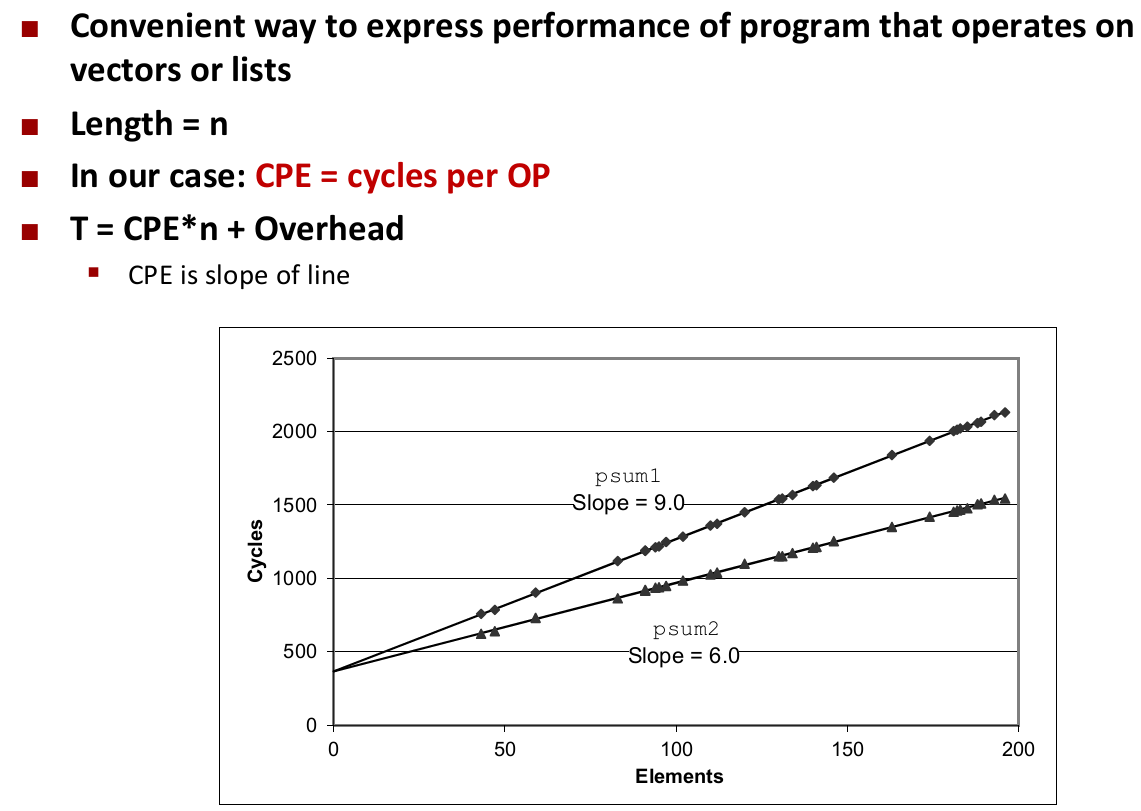 Convenient way to express performance of program that operates on
vectors or lists
Length = n
In our case: CPE = cycles per OP
T = CPE*n + Overhead
CPE is slope of line
2500
2000
1500
1000
500
0
Cycles
psum1
Slope = 9.0
psum2
Slope = 6.0
0 50 100 150 200
Elements